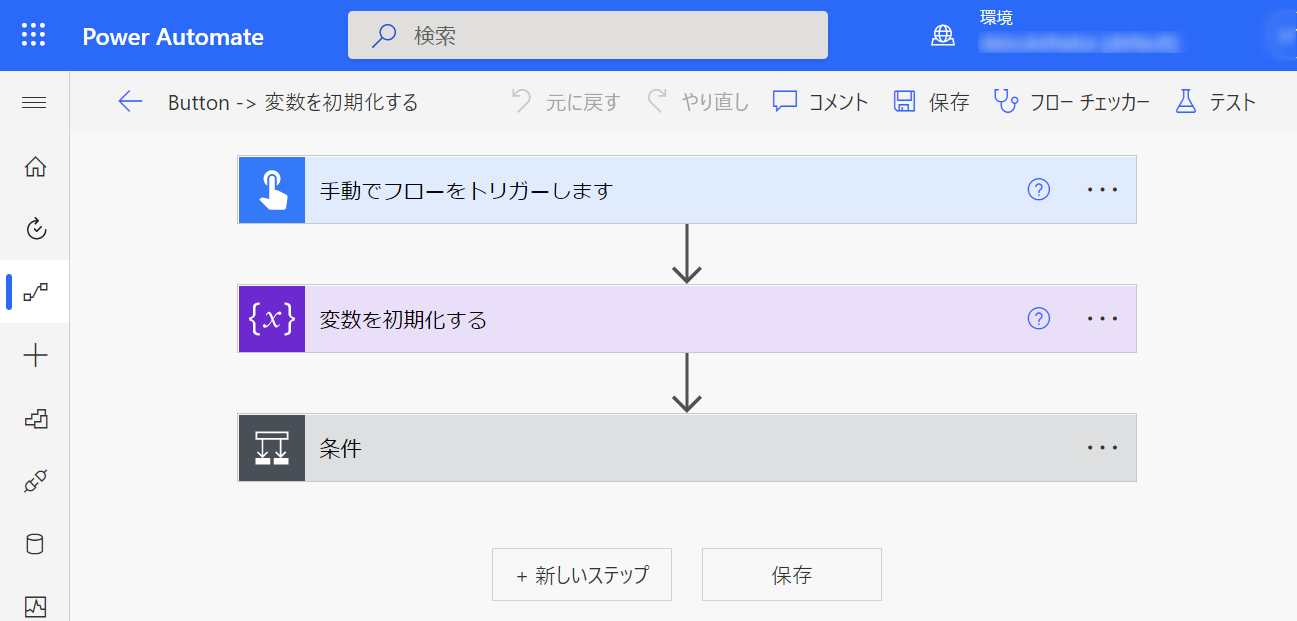 Power Automate
検索
環境
Button -> 変数を初期化する
元に戻す
やり直し
コメント
保存
フロー チェッカー
テスト
手動でフローをトリガーします
?
...
{x}
変数を初期化する
?
...
条件
...
+ 新しいステップ
保存